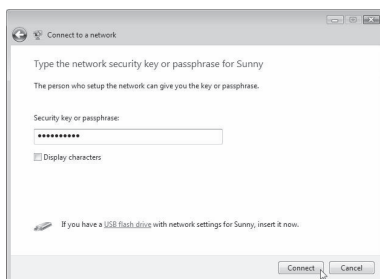 Connect to a network
Type the network security key or passphrase for Sunny
The person who setup the network can give you the key or passphrase.
Security key or passphrase:
••••••••••
Display characters
If you have a USB flash drive with network settings for Sunny, insert it now.
Connect Cancel